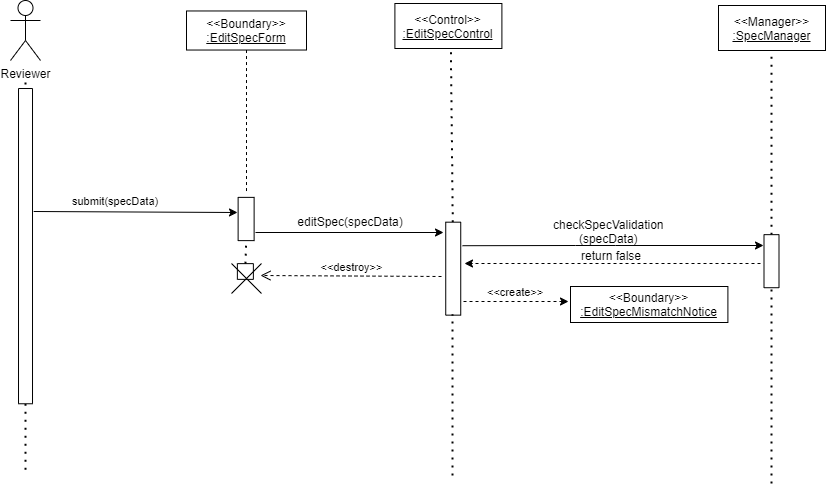 <<Boundary>>
:EditSpecForm
<<Control>>
:EditSpecControl
<<Manager>>
:SpecManager
Reviewer
submit(specData)
editSpec(specData)
checkSpecValidation
(specData)
return false
<<destroy>>
<<create>>
<<Boundary>>
:EditSpecMismatchNotice